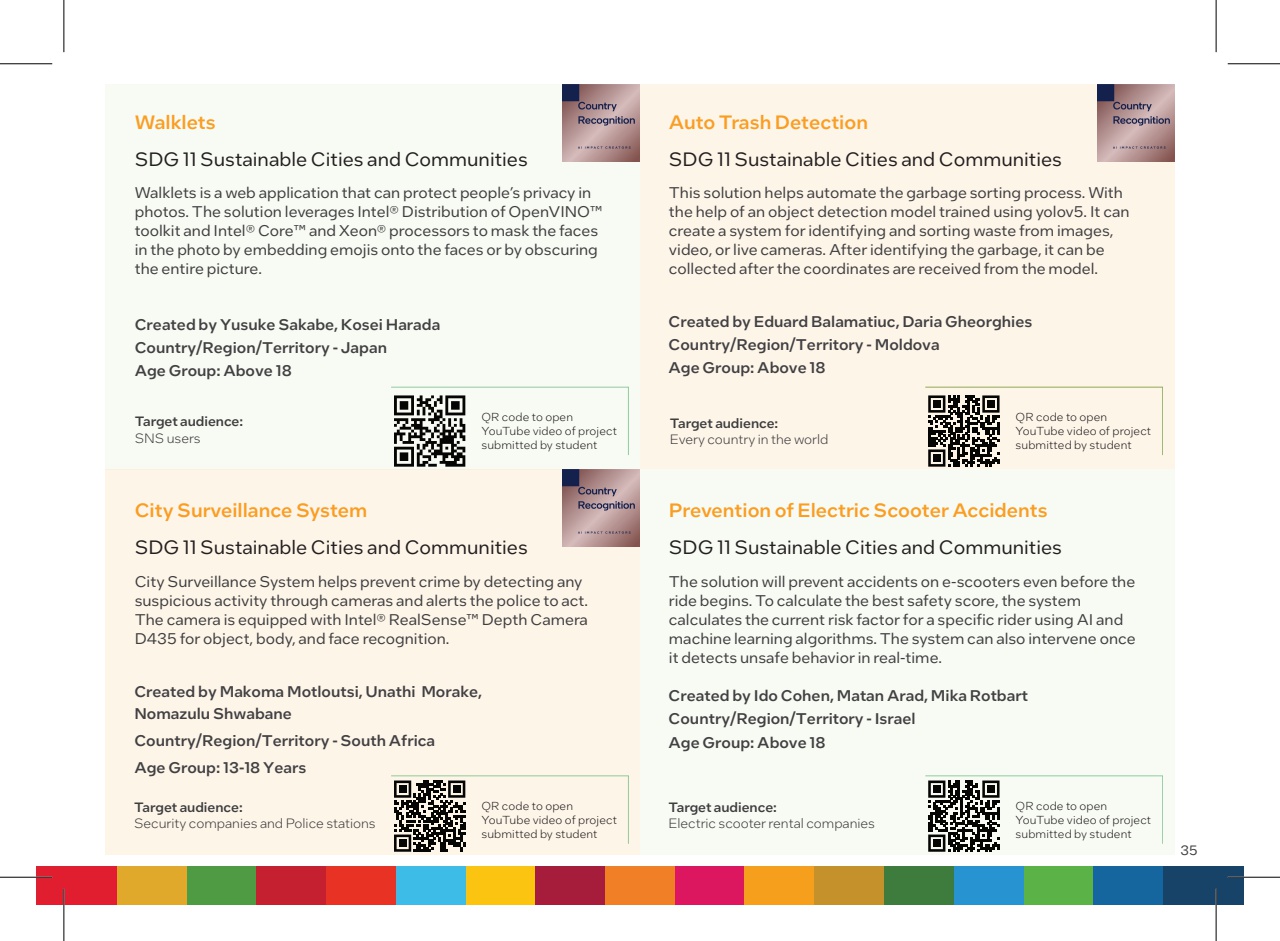 Country
Recognition
AI IMPACT CREATORS
Walklets
SDG 11 Sustainable Cities and Communities
Walklets is a web application that can protect people's privacy in
photos. The solution leverages Intel® Distribution of OpenVINO™
toolkit and Intel® Core™ and Xeon® processors to mask the faces
in the photo by embedding emojis onto the faces or by obscuring
the entire picture.
Created by Yusuke Sakabe, Kosei Harada
Country/Region/Territory - Japan
Age Group: Above 18
Target audience:
SNS users
QR code to open
YouTube video of project
submitted by student
Country
Recognition
AI IMPACT CREATORS
Auto Trash Detection
SDG 11 Sustainable Cities and Communities
This solution helps automate the garbage sorting process. With
the help of an object detection model trained using yolov5. It can
create a system for identifying and sorting waste from images,
video, or live cameras. After identifying the garbage, it can be
collected after the coordinates are received from the model.
Created by Eduard Balamatiuc, Daria Gheorghies
Country/Region/Territory - Moldova
Age Group: Above 18
Target audience:
Every country in the world
QR code to open
YouTube video of project
submitted by student
Country
Recognition
AI IMPACT CREATORS
City Surveillance System
SDG 11 Sustainable Cities and Communities
City Surveillance System helps prevent crime by detecting any
suspicious activity through cameras and alerts the police to act.
The camera is equipped with Intel® RealSense™ Depth Camera
D435 for object, body, and face recognition.
Created by Makoma Motloutsi, Unathi Morake,
Nomazulu Shwabane
Country/Region/Territory - South Africa
Age Group: 13-18 Years
Target audience:
Security companies and Police stations
QR code to open
YouTube video of project
submitted by student
Prevention of Electric Scooter Accidents
SDG 11 Sustainable Cities and Communities
The solution will prevent accidents on e-scooters even before the
ride begins. To calculate the best safety score, the system
calculates the current risk factor for a specific rider using AI and
machine learning algorithms. The system can also intervene once
it detects unsafe behavior in real-time.
Created by Ido Cohen, Matan Arad, Mika Rotbart
Country/Region/Territory - Israel
Age Group: Above 18
Target audience:
Electric scooter rental companies
QR code to open
YouTube video of project
submitted by student
35